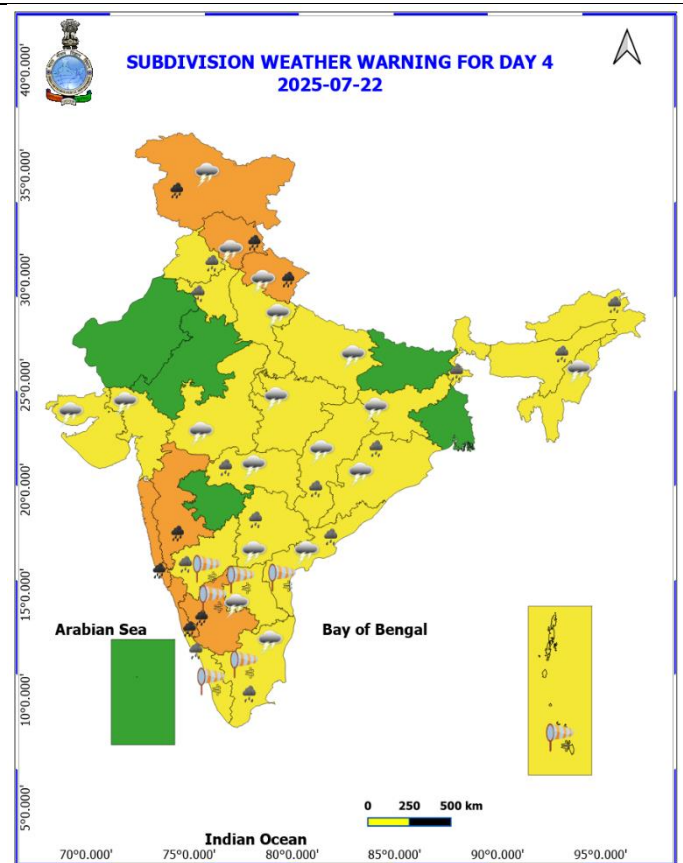 SUBDIVISION WEATHER WARNING FOR DAY 4
2025-07-22
40°0.000'
35°0.000'
30°0.000'
25°0.000'
20°0.000'
15°0.000'
10°0.000'
5°0.000'
Arabian Sea
Bay of Bengal
0 250 500 km
Indian Ocean
70°0.000' 75°0.000' 80°0.000' 85°0.000' 90°0.000' 95°0.000'